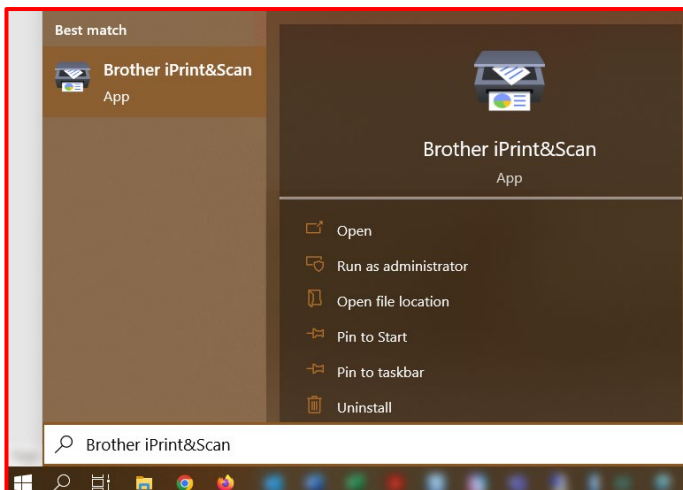 Best match
Brother iPrint&Scan
App
Brother iPrint&Scan
App
Open
Run as administrator
Open file location
Pin to Start
Pin to taskbar
Uninstall
Brother iPrint&Scan